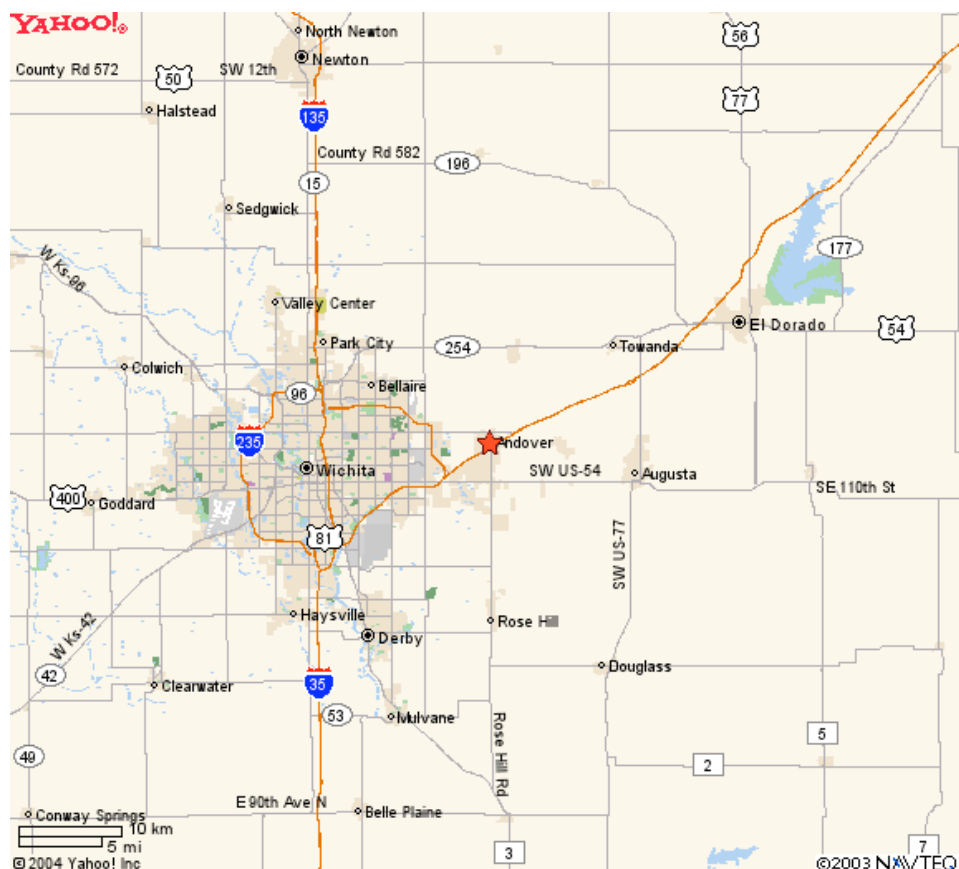 YAHOO!®
North Newton
Newton
56
County Rd 572
SW 12th
50
77
Halstead
135
County Rd 582
196
15
Sedgwick
177
W Ks-96
Valley Center
El Dorado
54
Park City
254
Towanda
Colwich
Bellaire
96
235
Andover
Wichita
SW US-54
Augusta
400
Goddard
SE 110th St
81
SW US-77
Haysville
Rose Hill
Derby
W Ks-42
42
Clearwater
35
Douglass
53
Mulvane
Rose Hill Rd
5
49
2
E 90th Ave N
Belle Plaine
Conway Springs
10 km
5 mi
3
7
©2004 Yahoo! Inc
©2003 NAVTEQ